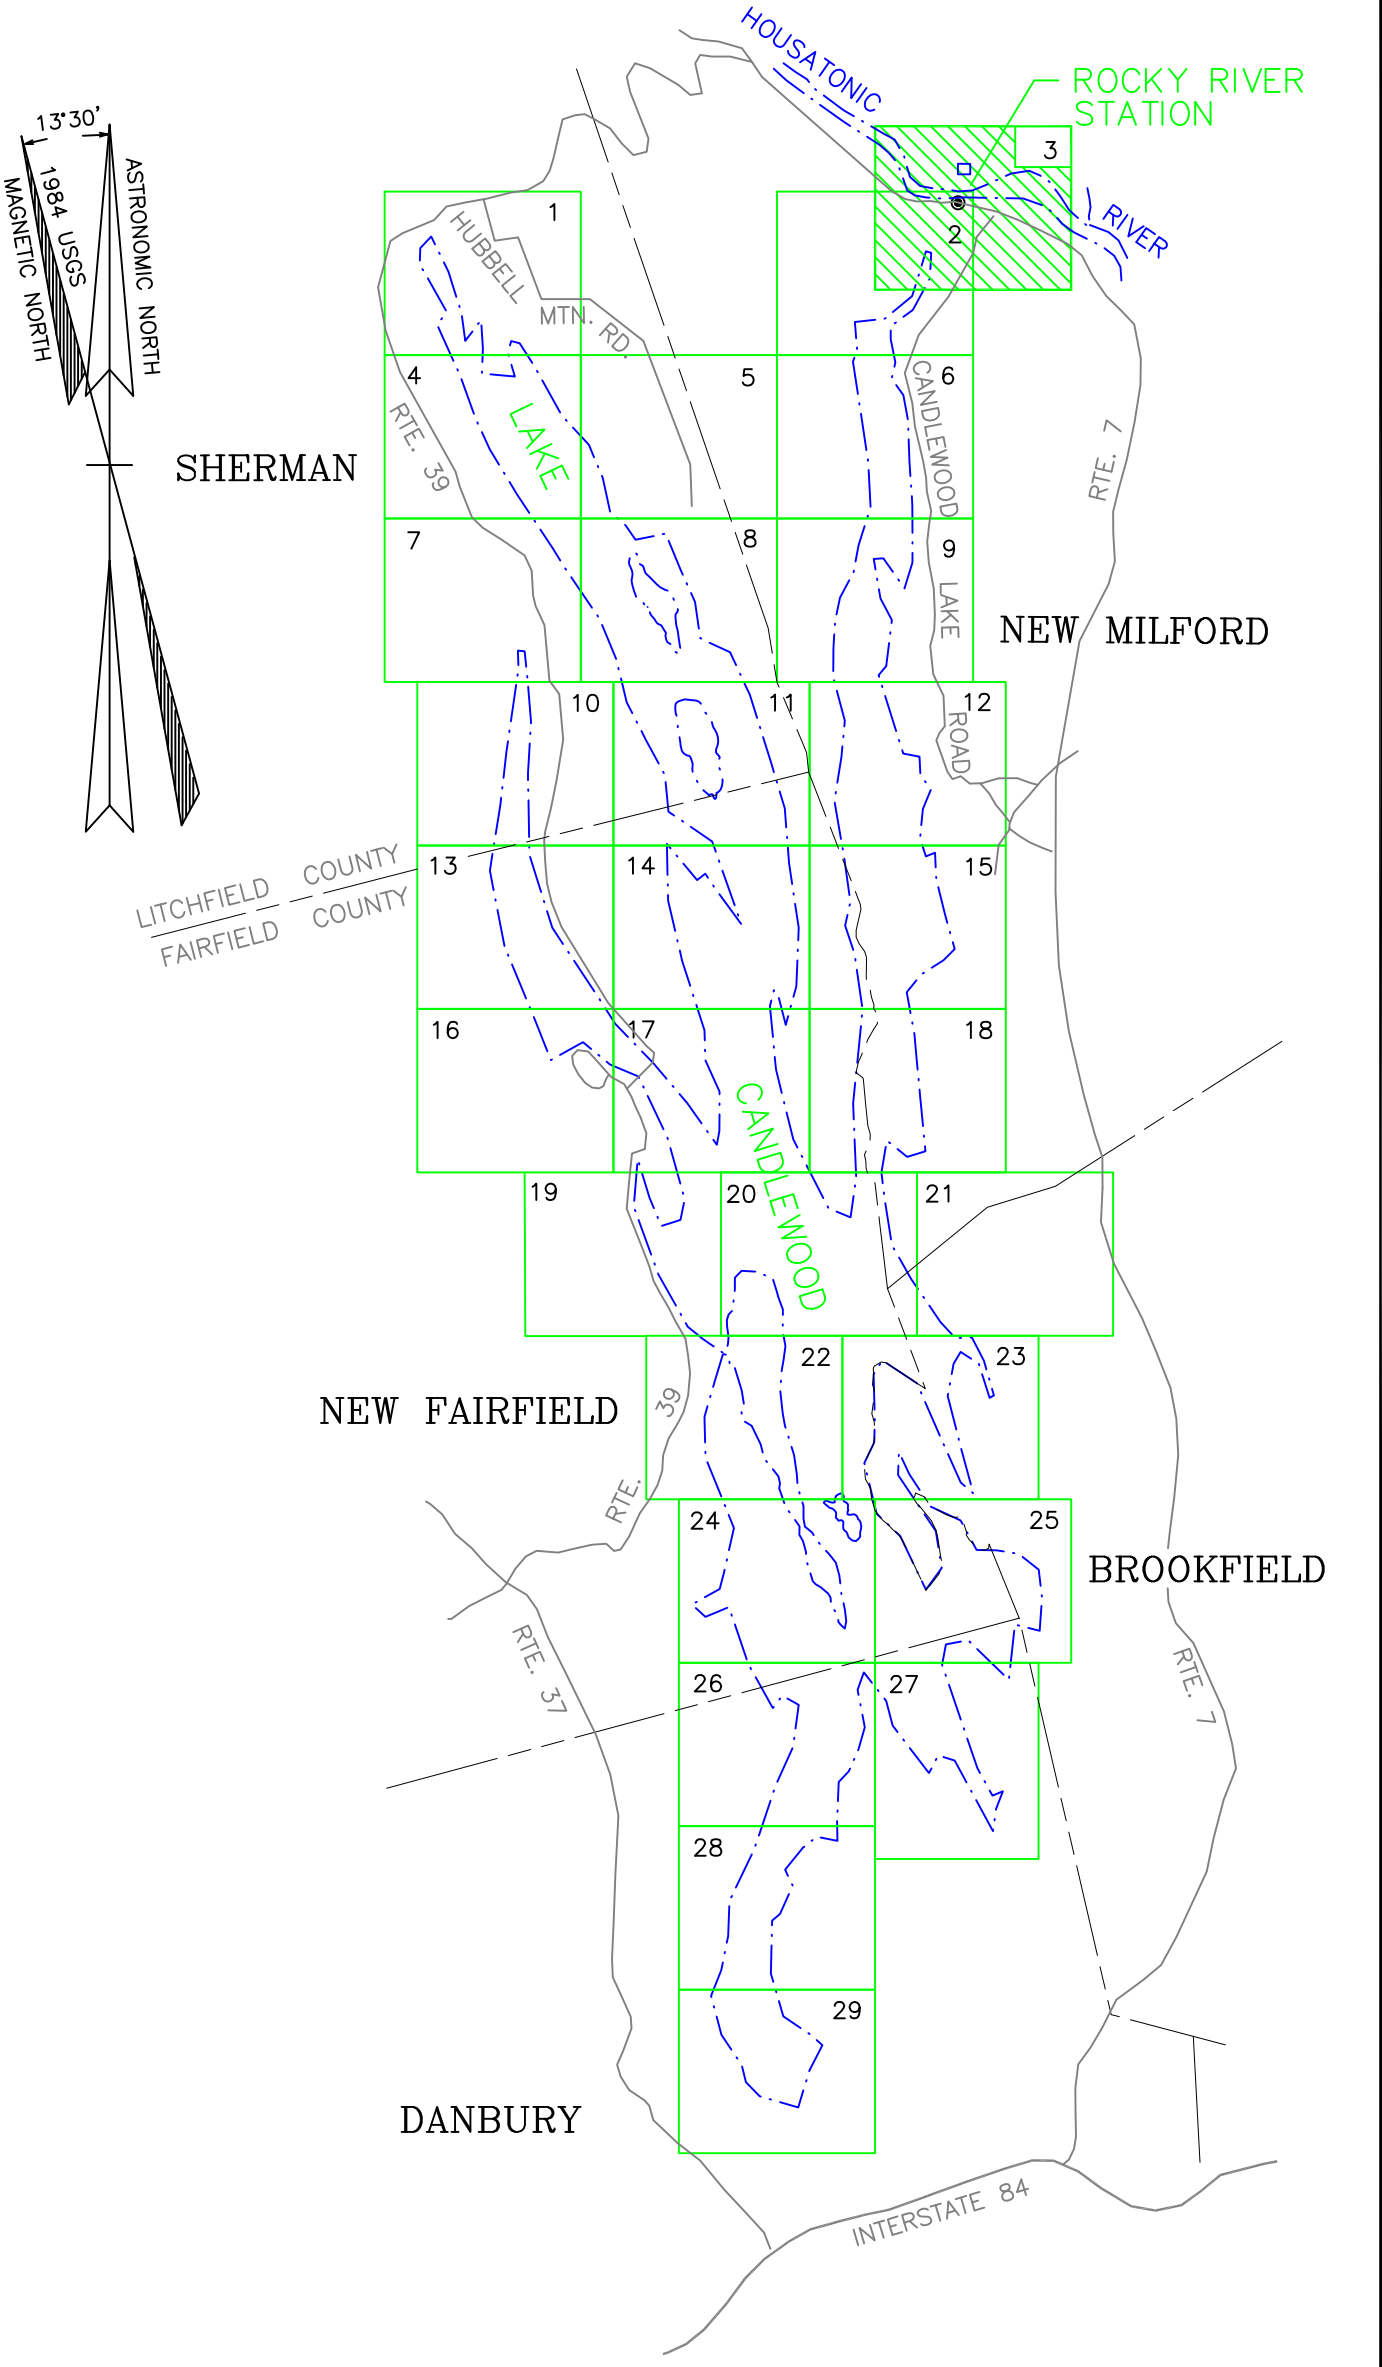 HOUSATONIC
ROCKY RIVER
STATION
3
13°30'
ASTRONOMIC NORTH
1984 USGS
MAGNETIC NORTH
1
2
RIVER
HUBBELL
MTN. RD.
4
5
6
RTE. 39
LAKE
CANDLEWOOD
RTE. 7
SHERMAN
7
8
9
LAKE
NEW MILFORD
10
11
12
ROAD
LITCHFIELD COUNTY
FAIRFIELD COUNTY
13
14
15
16
17
18
CANDLEWOOD
19
20
21
22
23
NEW FAIRFIELD
RTE. 39
24
25
BROOKFIELD
RTE. 37
RTE. 7
26
27
28
29
DANBURY
INTERSTATE 84